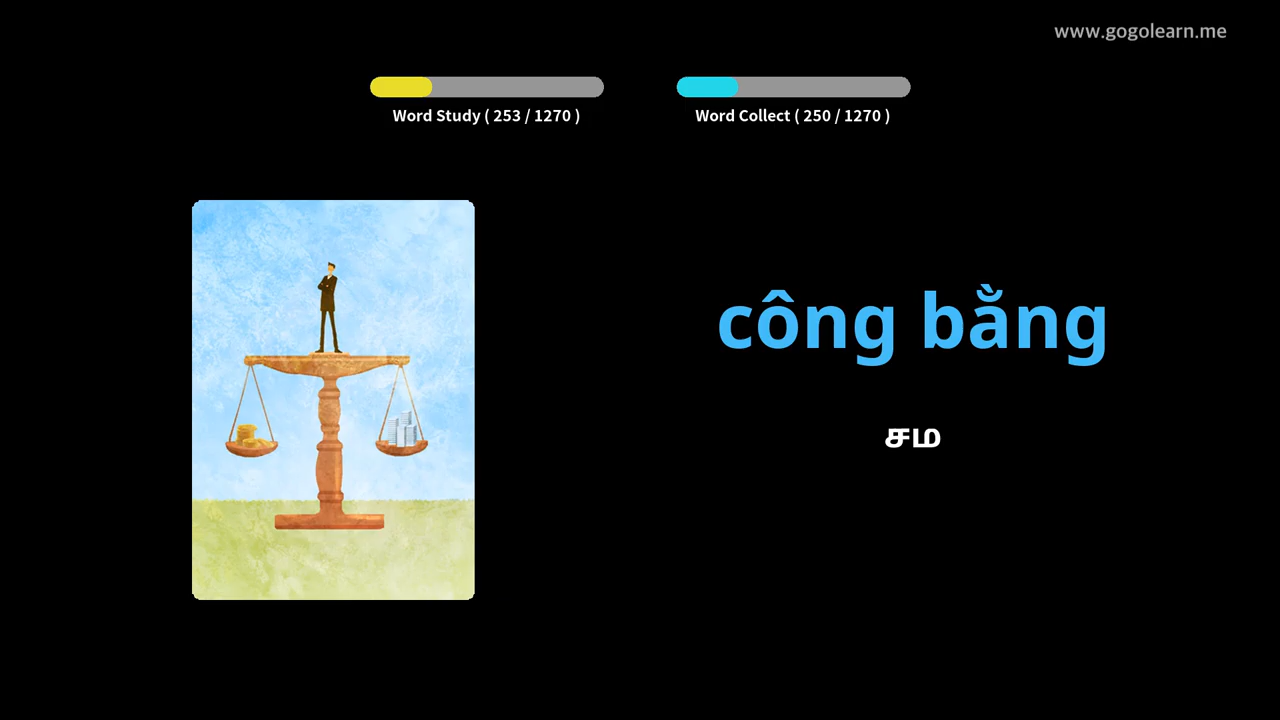 www.gogolearn.me
Word Study ( 253 / 1270 )
Word Collect ( 250 / 1270 )
công bằng
சம